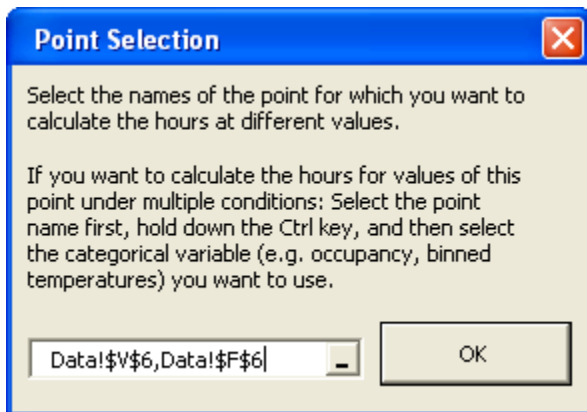 Point Selection
Select the names of the point for which you want to
calculate the hours at different values.
If you want to calculate the hours for values of this
point under multiple conditions: Select the point
name first, hold down the Ctrl key, and then select
the categorical variable (e.g. occupancy, binned
temperatures) you want to use.
Data!$V$6,Data!$F$6
OK